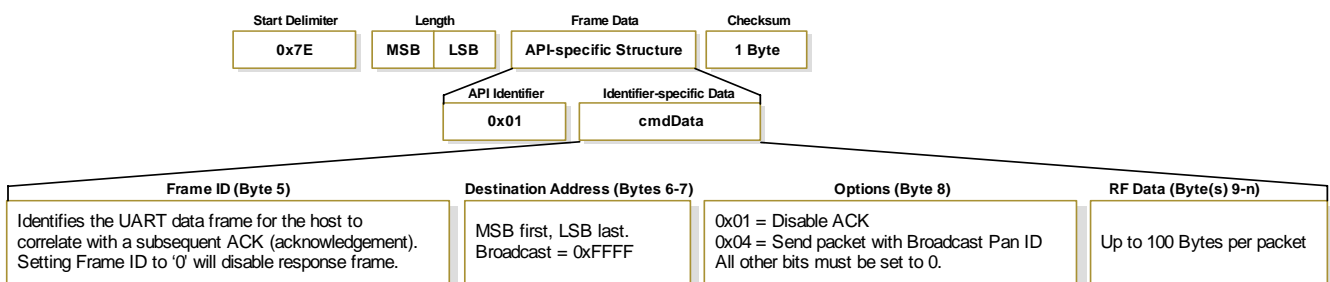 Start Delimiter Length Frame Data Checksum
0x7E MSB LSB API-specific Structure 1 Byte
API Identifier Identifier-specific Data
0x01 cmdData
Frame ID (Byte 5)
Identifies the UART data frame for the host to
correlate with a subsequent ACK (acknowledgement).
Setting Frame ID to ‘0’ will disable response frame.
Destination Address (Bytes 6-7)
MSB first, LSB last.
Broadcast = 0xFFFF
Options (Byte 8)
0x01 = Disable ACK
0x04 = Send packet with Broadcast Pan ID
All other bits must be set to 0.
RF Data (Byte(s) 9-n)
Up to 100 Bytes per packet